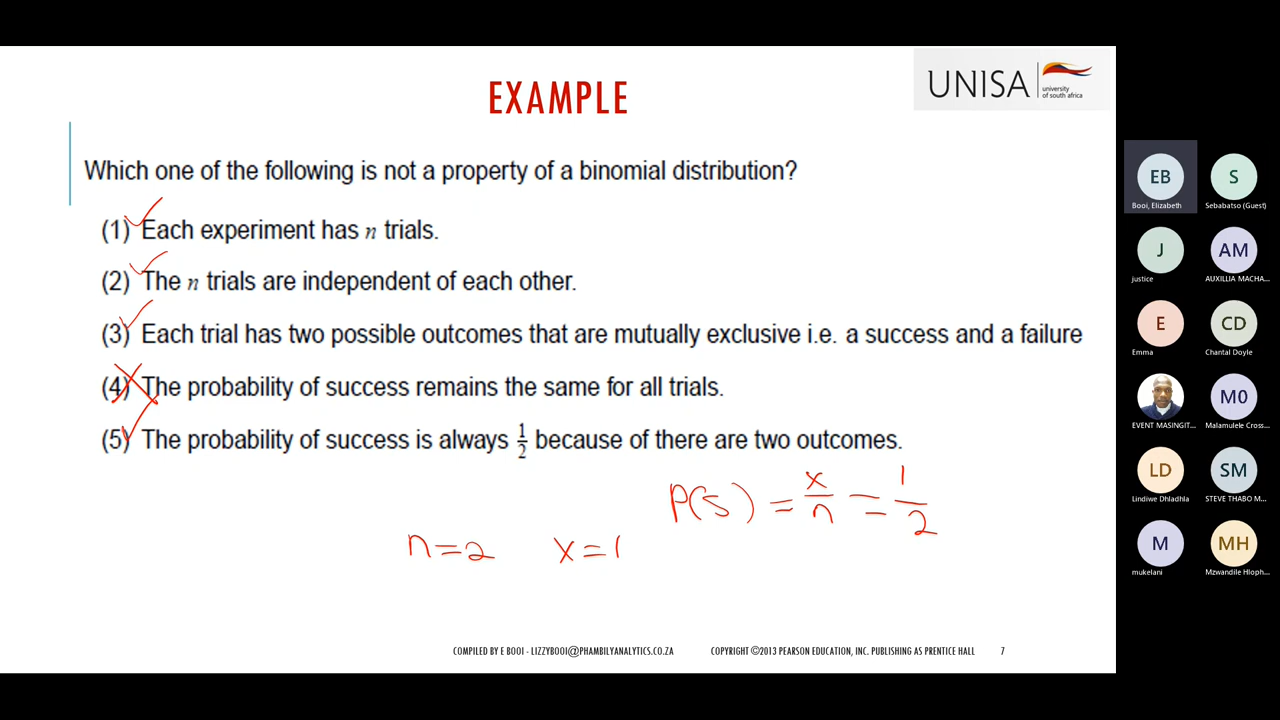 EXAMPLE
UNISA
university
of south africa
Which one of the following is not a property of a binomial distribution?
(1) Each experiment has n trials.
(2) The n trials are independent of each other.
(3) Each trial has two possible outcomes that are mutually exclusive i.e. a success and a failure
(4) The probability of success remains the same for all trials.
(5) The probability of success is always 1/2 because of there are two outcomes.
P(S) = x/n = 1/2
n=2 x=1
COMPILED BY E BOOI - LIZZYBOOI@PHAMBILYANALYTICS.CO.ZA COPYRIGHT ©2013 PEARSON EDUCATION, INC. PUBLISHING AS PRENTICE HALL 7
EB S
Booi, Elizabeth Sebabatso (Guest)
J AM
justice AUXILLIA MACHA...
E CD
Emma Chantal Doyle
M0
EVENT MASINGIT... Malamulele Cross...
LD SM
Lindiwe Dhladhla STEVE THABO M...
M MH
mukelani Mzwandile Hloph...